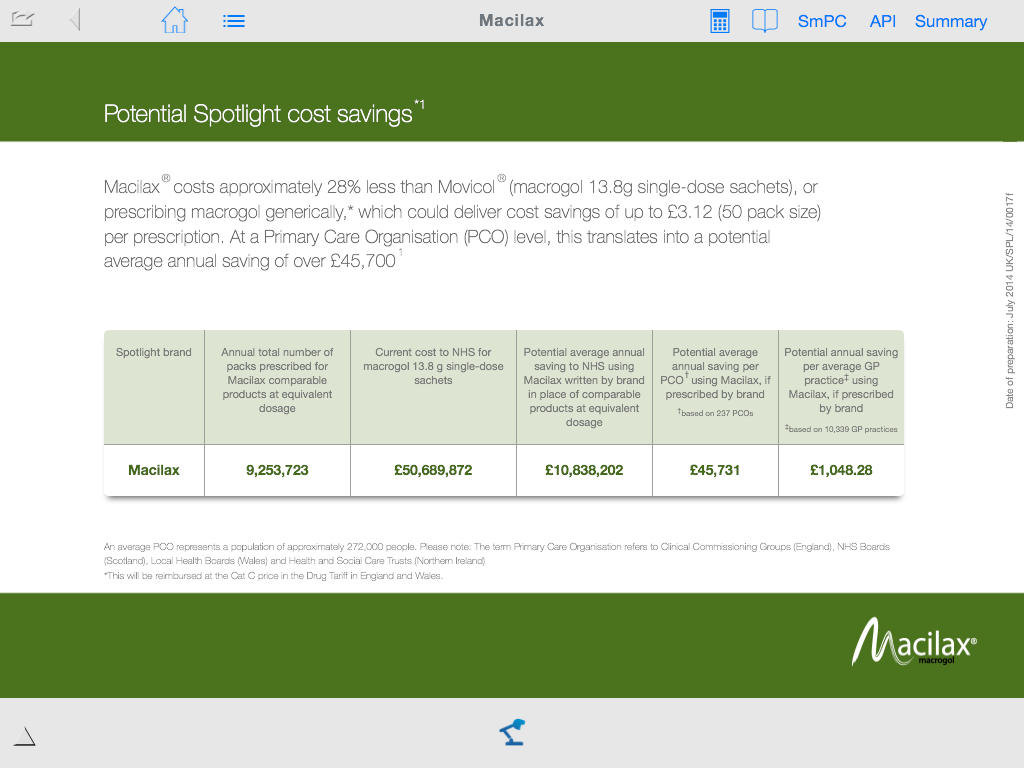 Macilax
SmPC API Summary
Potential Spotlight cost savings*1
Macilax® costs approximately 28% less than Movicol® (macrogol 13.8g single-dose sachets), or
prescribing macrogol generically,* which could deliver cost savings of up to £3.12 (50 pack size)
per prescription. At a Primary Care Organisation (PCO) level, this translates into a potential
average annual saving of over £45,700¹
Date of preparation: July 2014 UK/SPL/14/0017f
Spotlight brand
Annual total number of
packs prescribed for
Macilax comparable
products at equivalent
dosage
Current cost to NHS for
macrogol 13.8 g single-dose
sachets
Potential average annual
saving to NHS using
Macilax written by brand
in place of comparable
products at equivalent
dosage
Potential average
annual saving per
PCO† using Macilax, if
prescribed by brand
†based on 237 PCOs
Potential annual saving
per average GP
practice‡ using
Macilax, if prescribed
by brand
‡based on 10,339 GP practices
Macilax 9,253,723 £50,689,872 £10,838,202 £45,731 £1,048.28
An average PCO represents a population of approximately 272,000 people. Please note: The term Primary Care Organisation refers to Clinical Commissioning Groups (England), NHS Boards
(Scotland), Local Health Boards (Wales) and Health and Social Care Trusts (Northern Ireland)
*This will be reimbursed at the Cat C price in the Drug Tariff in England and Wales.
Macilax®
macrogol